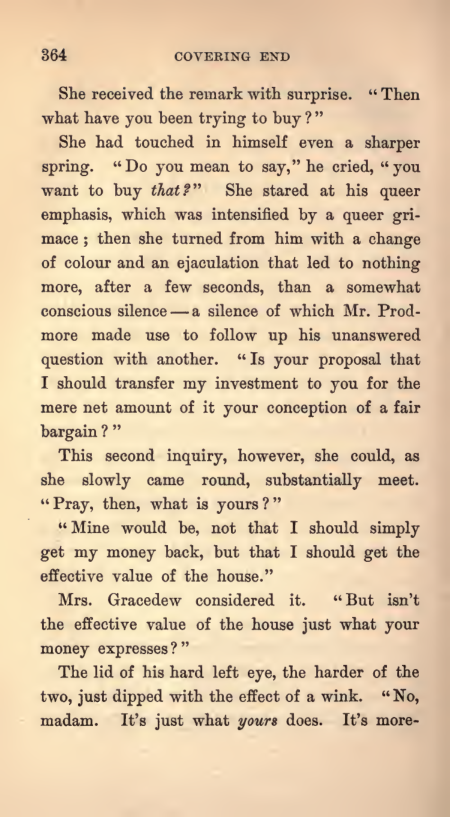 364 COVERING END
She received the remark with surprise. “Then
what have you been trying to buy?”
She had touched in himself even a sharper
spring. “Do you mean to say,” he cried, “you
want to buy that?” She stared at his queer
emphasis, which was intensified by a queer gri-
mace; then she turned from him with a change
of colour and an ejaculation that led to nothing
more, after a few seconds, than a somewhat
conscious silence—a silence of which Mr. Prod-
more made use to follow up his unanswered
question with another. “Is your proposal that
I should transfer my investment to you for the
mere net amount of it your conception of a fair
bargain?”
This second inquiry, however, she could, as
she slowly came round, substantially meet.
“Pray, then, what is yours?”
“Mine would be, not that I should simply
get my money back, but that I should get the
effective value of the house.”
Mrs. Gracedew considered it. “But isn’t
the effective value of the house just what your
money expresses?”
The lid of his hard left eye, the harder of the
two, just dipped with the effect of a wink. “No,
madam. It’s just what yours does. It’s more-